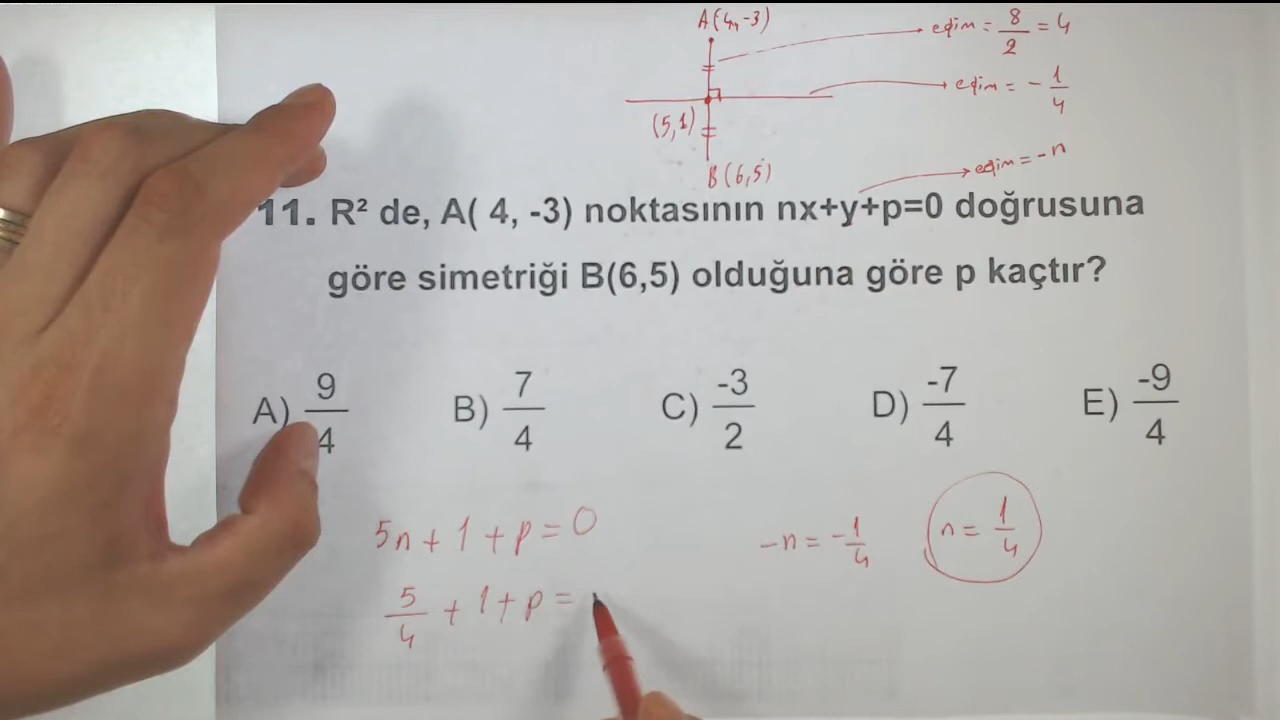 A(4,-3)
eğim = 8/2 = 4
eğim = - 1/4
(5,1)
B(6,5)
eğim = -n
11. R² de, A( 4, -3) noktasının nx+y+p=0 doğrusuna
göre simetriği B(6,5) olduğuna göre p kaçtır?
A) 9/4 B) 7/4 C) -3/2 D) -7/4 E) -9/4
5n + 1 + p = 0
-n = - 1/4 n = 1/4
5/4 + 1 + p =